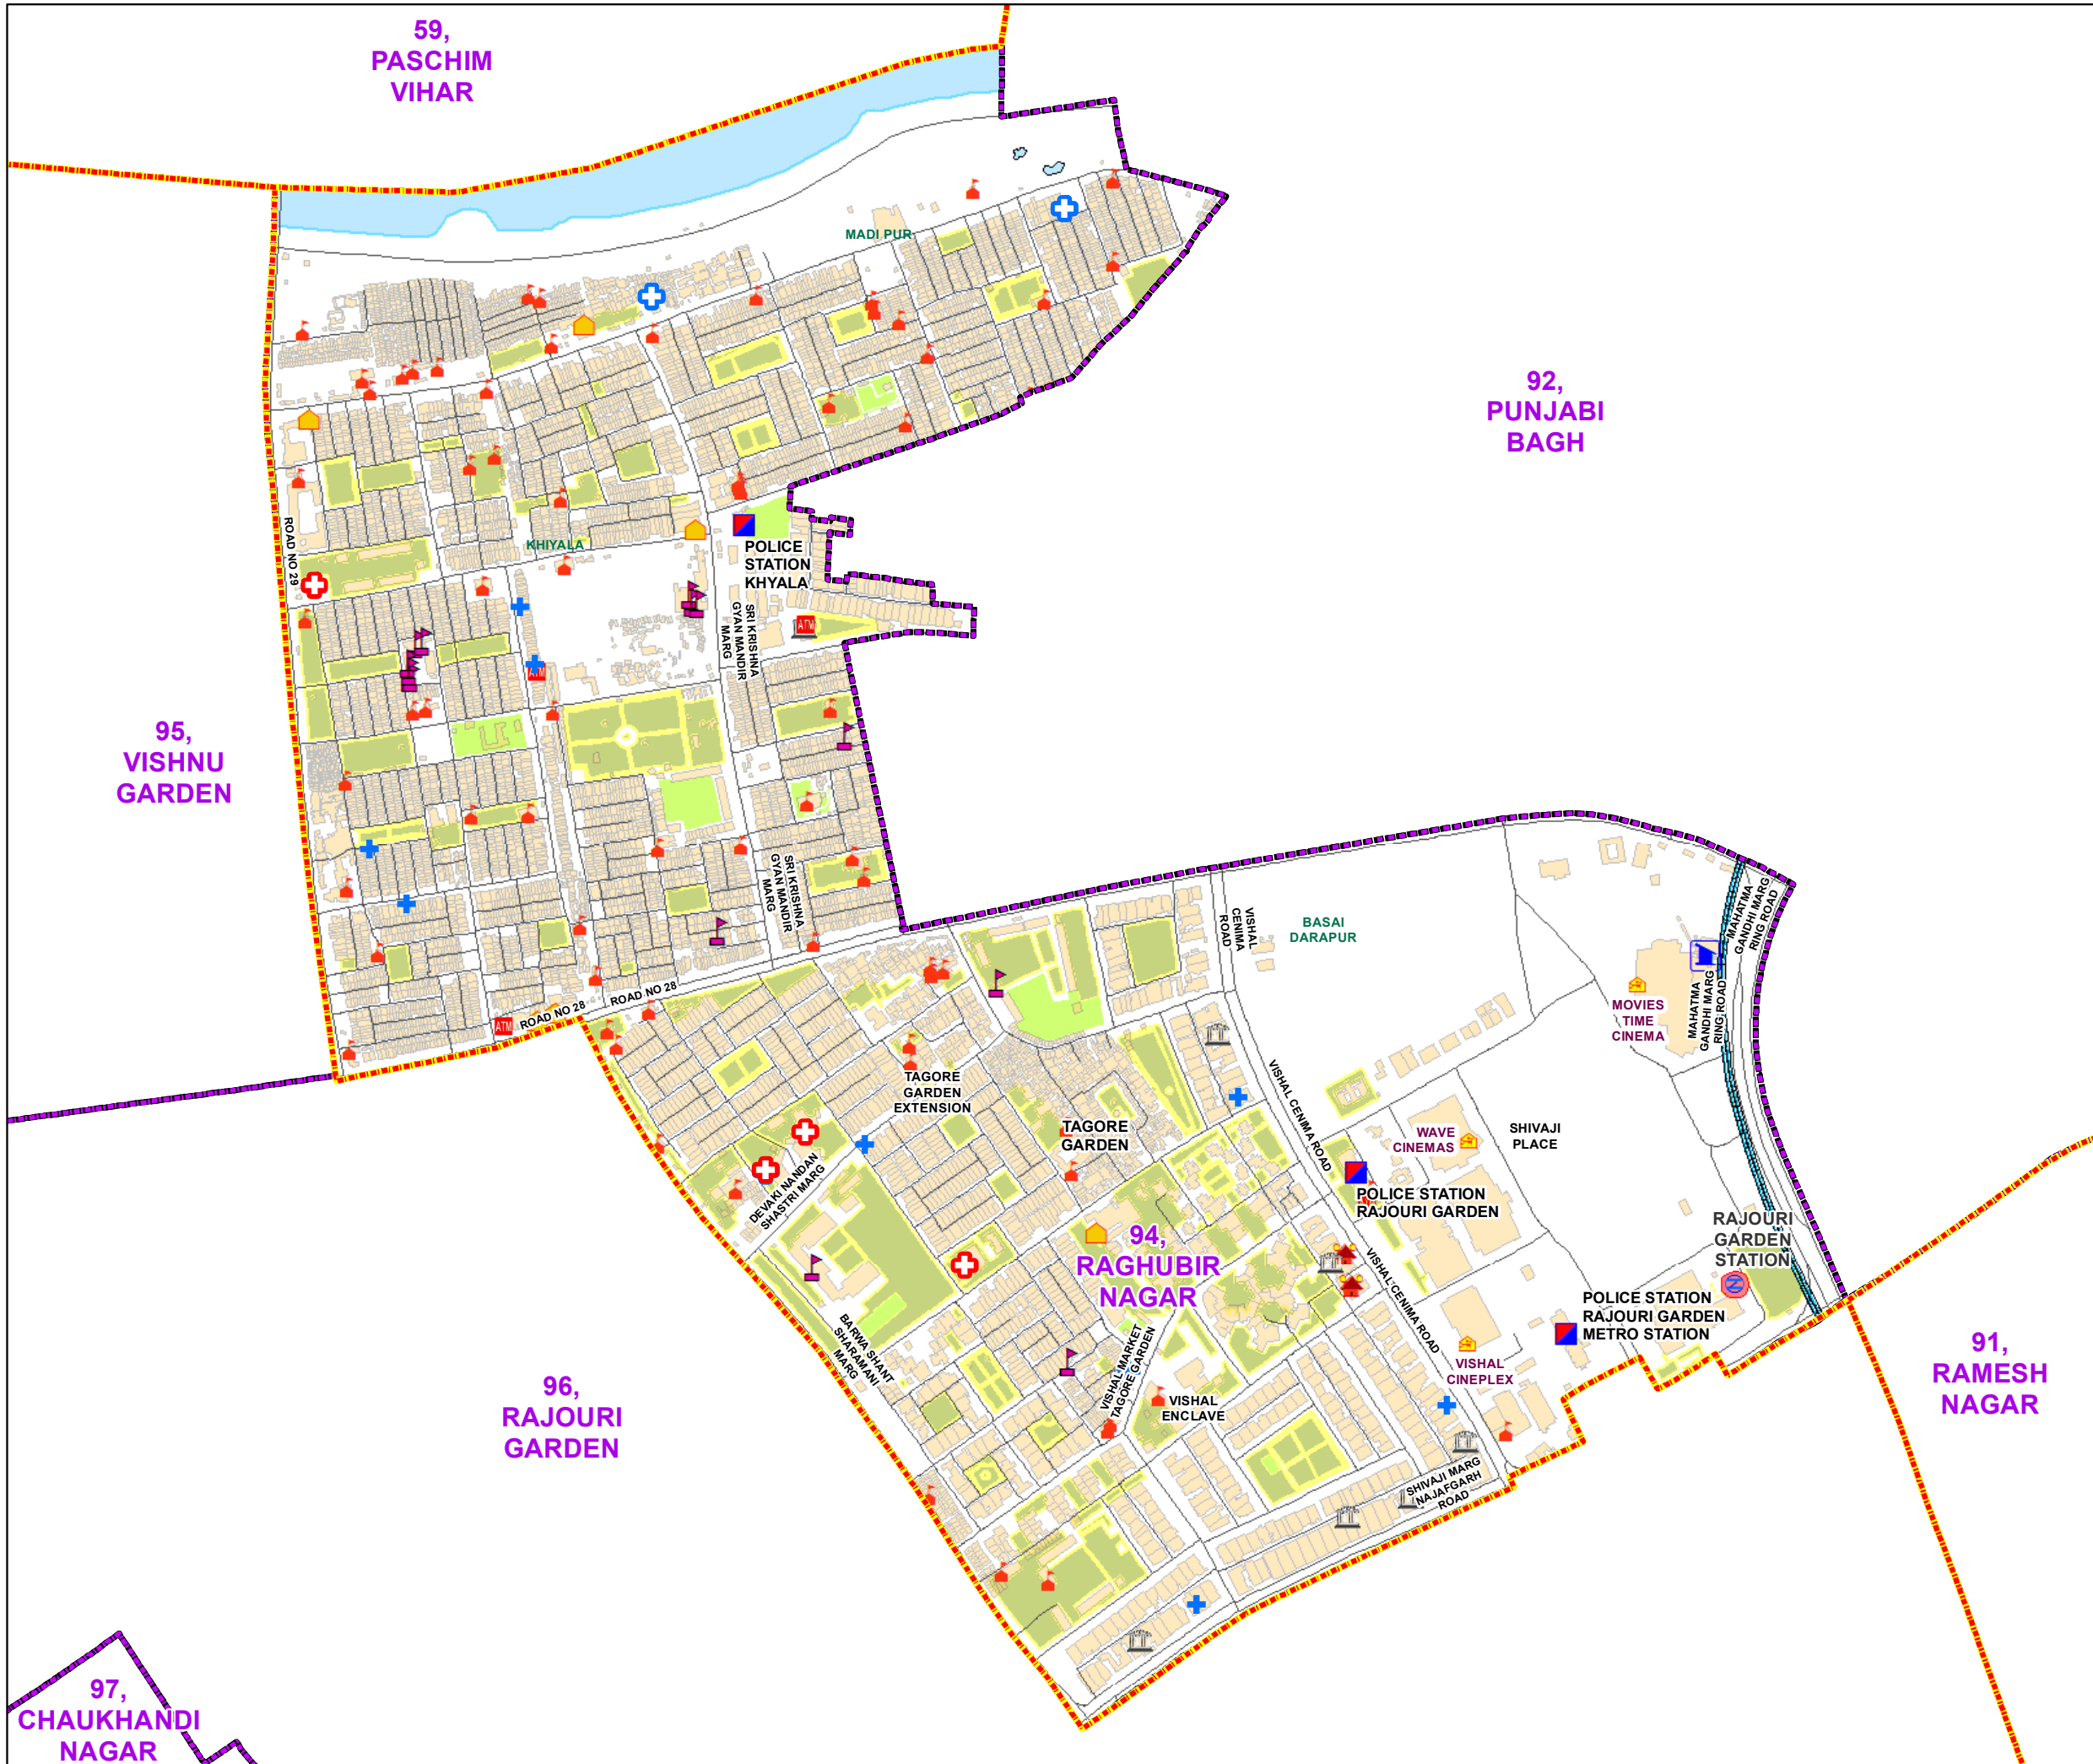 59,
PASCHIM
VIHAR
MADI PUR
92,
PUNJABI
BAGH
ROAD NO 29
KHIYALA
POLICE
STATION
KHYALA
SRI KRISHNA
GYAN MANDIR
MARG
ATM
ATM
95,
VISHNU
GARDEN
SRI KRISHNA
GYAN MANDIR
MARG
VISHAL
CENIMA
ROAD
BASAI
DARAPUR
MAHATMA
GANDHI MARG
RING ROAD
MAHATMA
GANDHI MARG
RING ROAD
MOVIES
TIME
CINEMA
ROAD NO 28
ROAD NO 28
ATM
TAGORE
GARDEN
EXTENSION
TAGORE
GARDEN
VISHAL CENIMA ROAD
WAVE
CINEMAS
SHIVAJI
PLACE
DEVAKI NANDAN
SHASTRI MARG
POLICE STATION
RAJOURI GARDEN
RAJOURI
GARDEN
STATION
94,
RAGHUBIR
NAGAR
VISHAL CENIMA ROAD
POLICE STATION
RAJOURI GARDEN
METRO STATION
BARWA SHANT
SHARAMANI
MARG
VISHAL MARKET
TAGORE GARDEN
VISHAL
CINEPLEX
91,
RAMESH
NAGAR
96,
RAJOURI
GARDEN
VISHAL
ENCLAVE
SHIVAJI MARG
NAJAFGARH
ROAD
97,
CHAUKHANDI
NAGAR